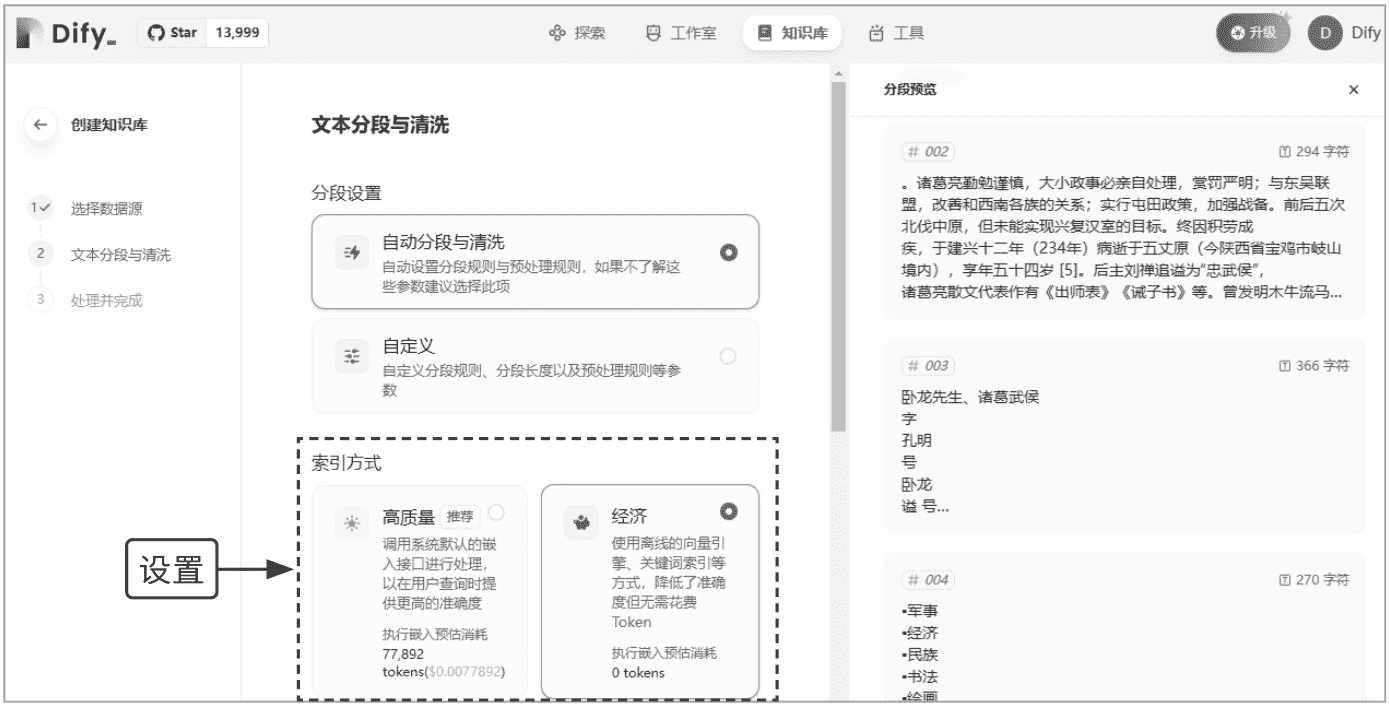 Dify_
Star 13,999
探索
工作室
知识库
工具
升级
D Dify
创建知识库
1 选择数据源
2 文本分段与清洗
3 处理并完成
文本分段与清洗
分段设置
自动分段与清洗
自动设置分段规则与预处理规则，如果不了解这
些参数建议选择此项
自定义
自定义分段规则、分段长度以及预处理规则等参
数
索引方式
高质量 推荐
调用系统默认的嵌
入接口进行处理，
以在用户查询时提
供更高的准确度
执行嵌入预估消耗
77,892
tokens($0.0077892)
经济
使用离线的向量引
擎、关键词索引等
方式，降低了准确
度但无需花费
Token
执行嵌入预估消耗
0 tokens
设置
分段预览
# 002 294 字符
。诸葛亮勤勉谨慎，大小政事必亲自处理，赏罚严明；与东吴联
盟，改善和西南各族的关系；实行屯田政策，加强战备。前后五次
北伐中原，但未能实现兴复汉室的目标。终因积劳成
疾，于建兴十二年（234年）病逝于五丈原（今陕西省宝鸡市岐山
境内），享年五十四岁 [5]。后主刘禅追谥为“忠武侯”，
诸葛亮散文代表作有《出师表》《诫子书》等。曾发明木牛流马...
# 003 366 字符
卧龙先生、诸葛武侯
字
孔明
号
卧龙
谥 号...
# 004 270 字符
▪军事
▪经济
▪民族
▪书法
▪绘画